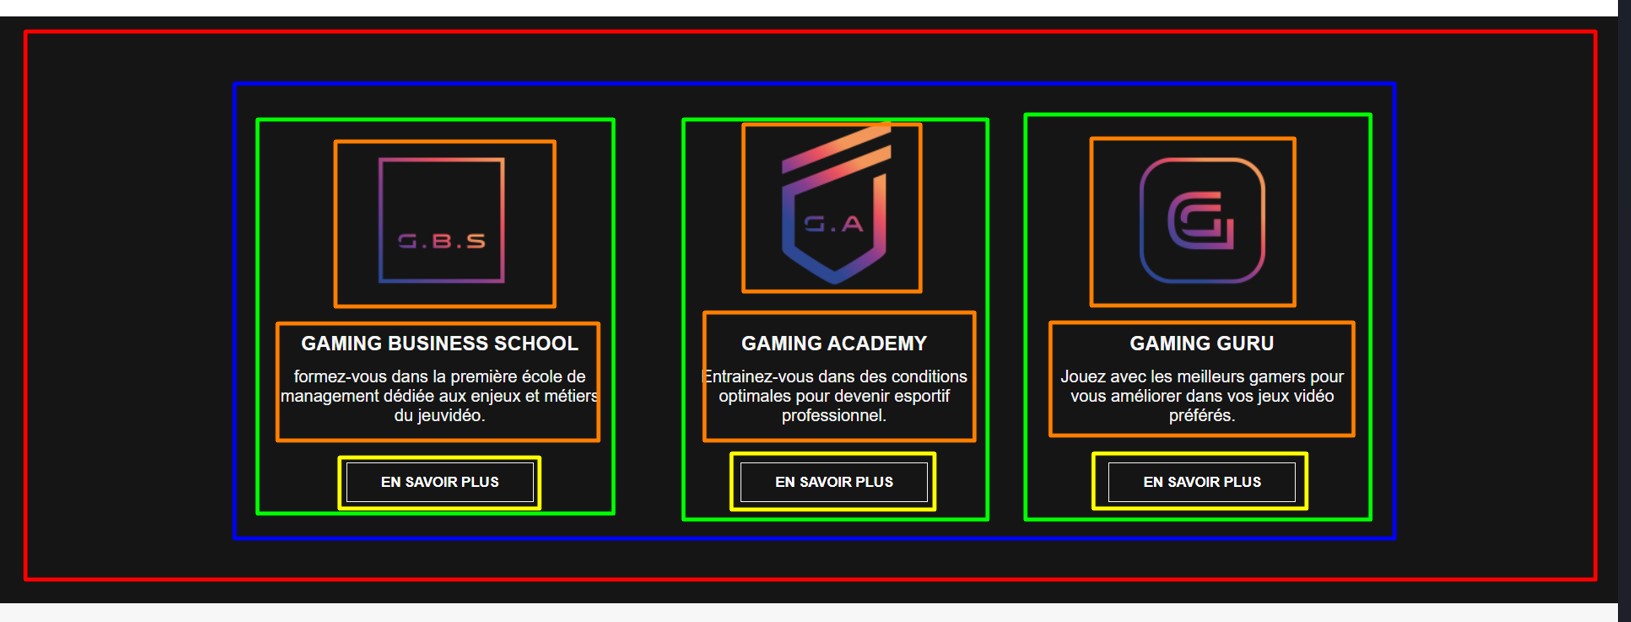 G.B.S
GAMING BUSINESS SCHOOL
formez-vous dans la première école de
management dédiée aux enjeux et métiers
du jeuvidéo.
EN SAVOIR PLUS
G.A
GAMING ACADEMY
Entrainez-vous dans des conditions
optimales pour devenir esportif
professionnel.
EN SAVOIR PLUS
G
GAMING GURU
Jouez avec les meilleurs gamers pour
vous améliorer dans vos jeux vidéo
préférés.
EN SAVOIR PLUS